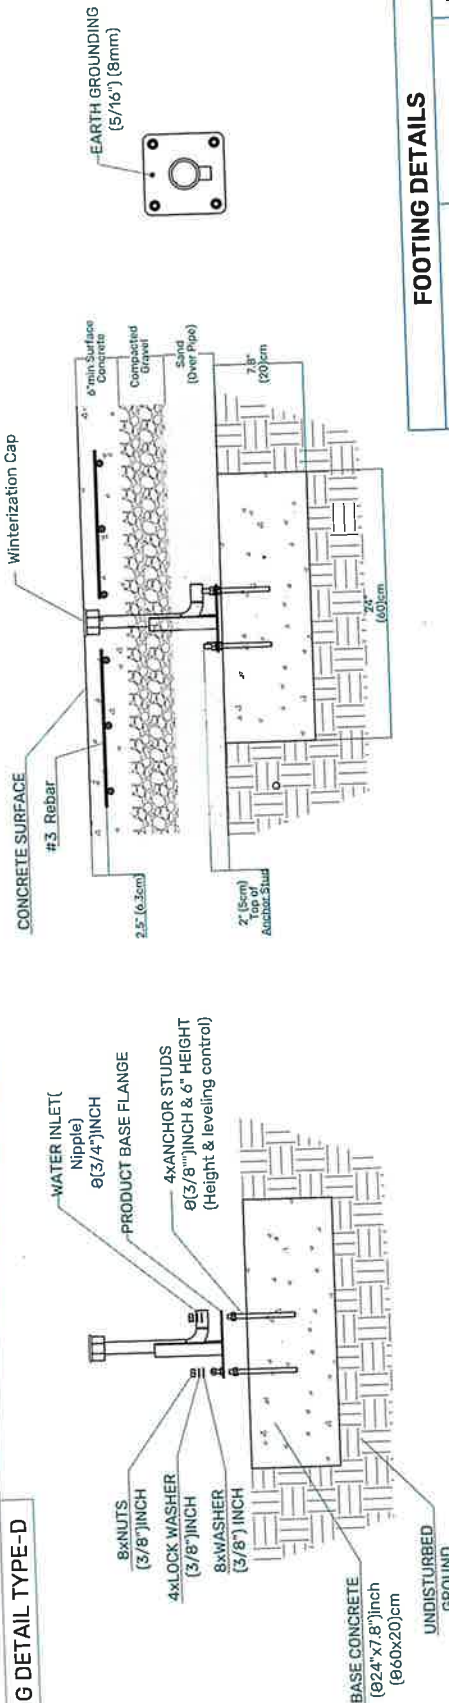 G DETAIL TYPE-D
8xNUTS
(3/8")INCH
4xLOCK WASHER
(3/8")INCH
8xWASHER
(3/8") INCH
BASE CONCRETE
(Ø24"x7.8")inch
(Ø60x20)cm
UNDISTURBED
GROUND
WATER INLET(
Nipple)
Ø(3/4")INCH
PRODUCT BASE FLANGE
4xANCHOR STUDS
Ø(3/8"")INCH & 6" HEIGHT
(Height & leveling control)
CONCRETE SURFACE
#3 Rebar
Winterization Cap
2.5" (6.3cm)
2" (5cm)
Top of
Anchor Stud
6"min Surface
Concrete
Compacted
Gravel
Sand
(Over Pipe)
7.8"
(20)cm
24"
(60)cm
EARTH GROUNDING
(5/16") (8mm)
FOOTING DETAILS